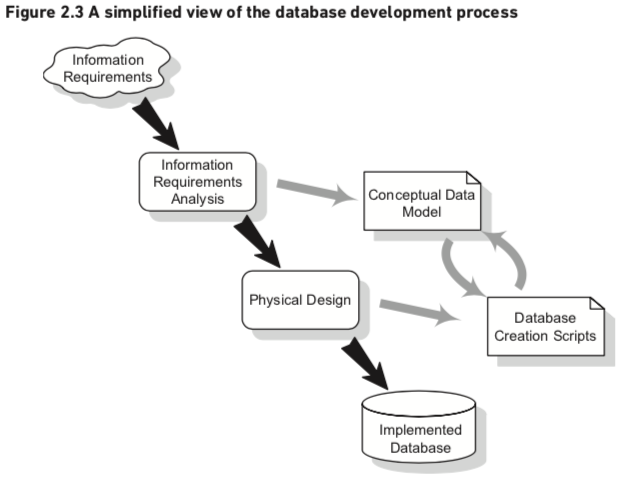 Figure 2.3 A simplified view of the database development process
Information
Requirements
Information
Requirements
Analysis
Conceptual Data
Model
Physical Design
Database
Creation Scripts
Implemented
Database